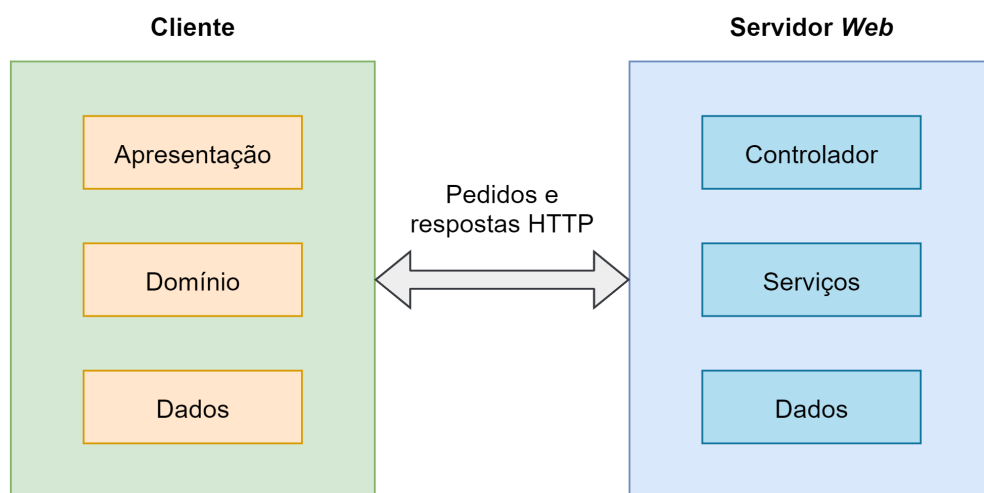 Cliente
Servidor Web
Apresentação
Controlador
Pedidos e
respostas HTTP
Domínio
Serviços
Dados
Dados